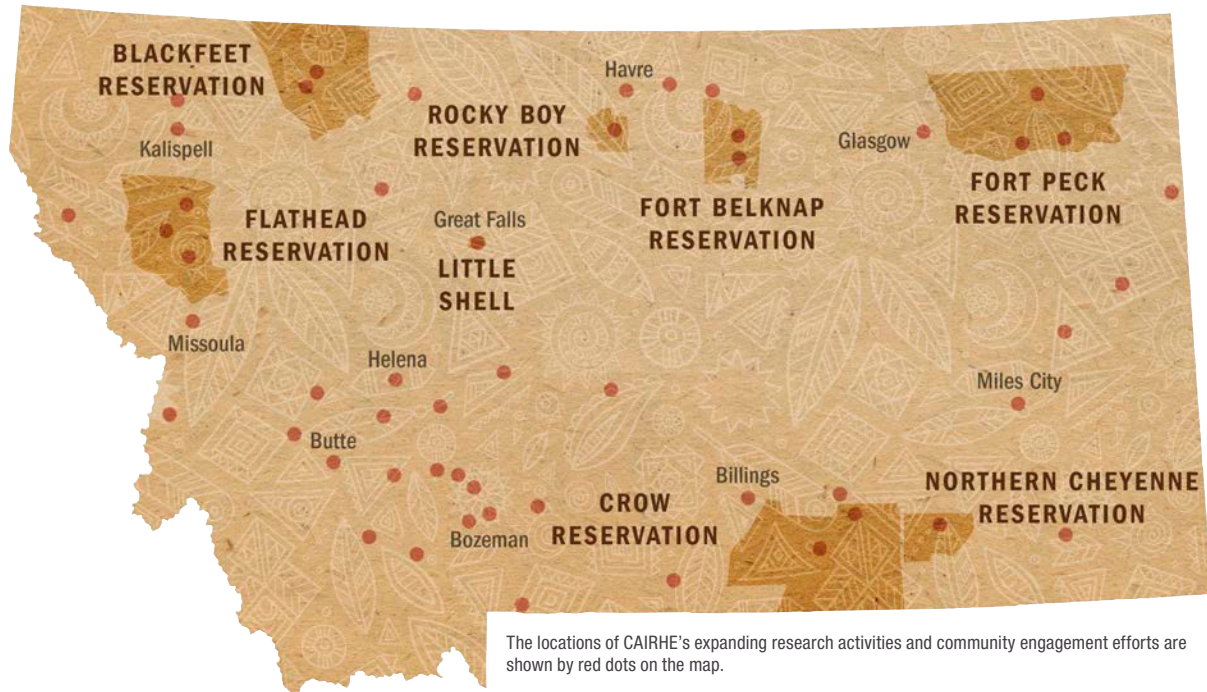 BLACKFEET
RESERVATION
Havre
ROCKY BOY
RESERVATION
Kalispell
Glasgow
FORT PECK
RESERVATION
FLATHEAD
RESERVATION
Great Falls
LITTLE
SHELL
FORT BELKNAP
RESERVATION
Missoula
Helena
Miles City
Butte
Billings
NORTHERN CHEYENNE
RESERVATION
CROW
RESERVATION
Bozeman
The locations of CAIRHE's expanding research activities and community engagement efforts are
shown by red dots on the map.